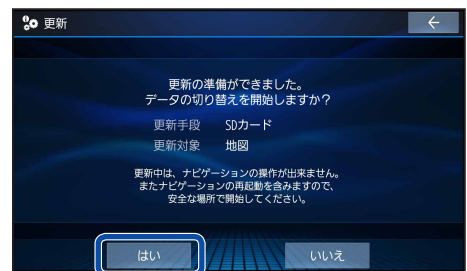 更新
更新の準備ができました。
データの切り替えを開始しますか？
更新手段 SDカード
更新対象 地図
更新中は、ナビゲーションの操作が出来ません。
またナビゲーションの再起動を含みますので、
安全な場所で開始してください。
はい いいえ